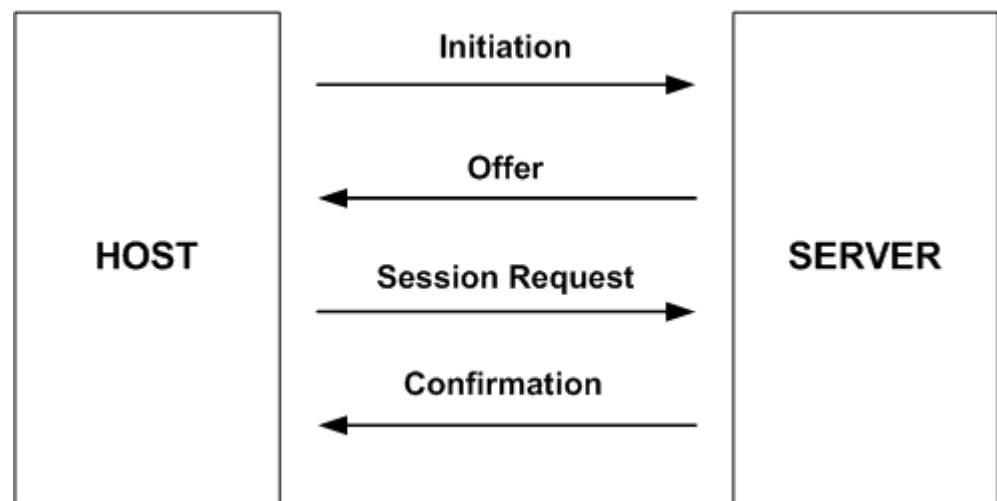 Initiation
Offer
HOST
SERVER
Session Request
Confirmation